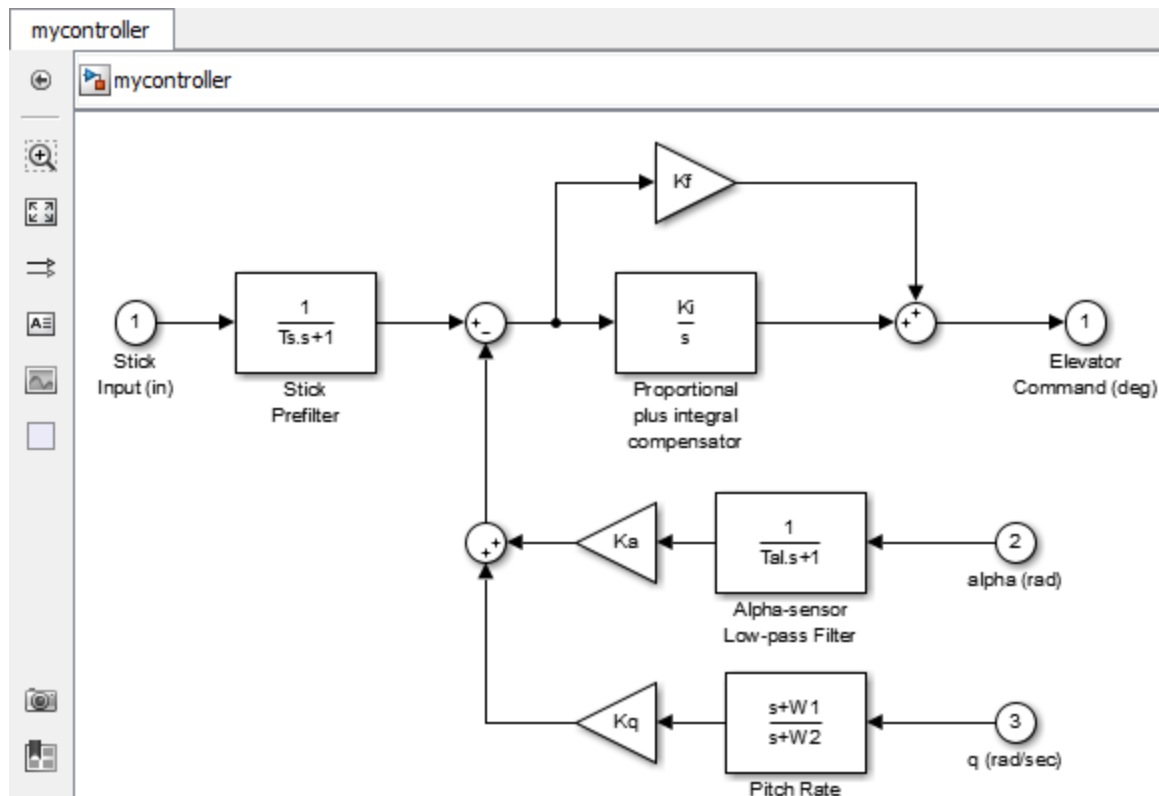 mycontroller
mycontroller
Kf
1
Stick
Input (in)
1
Ts.s+1
Stick
Prefilter
+
-
Ki
s
Proportional
plus integral
compensator
+
+
1
Elevator
Command (deg)
+
+
Ka
1
Tal.s+1
Alpha-sensor
Low-pass Filter
2
alpha (rad)
Kq
s+W1
s+W2
Pitch Rate
3
q (rad/sec)